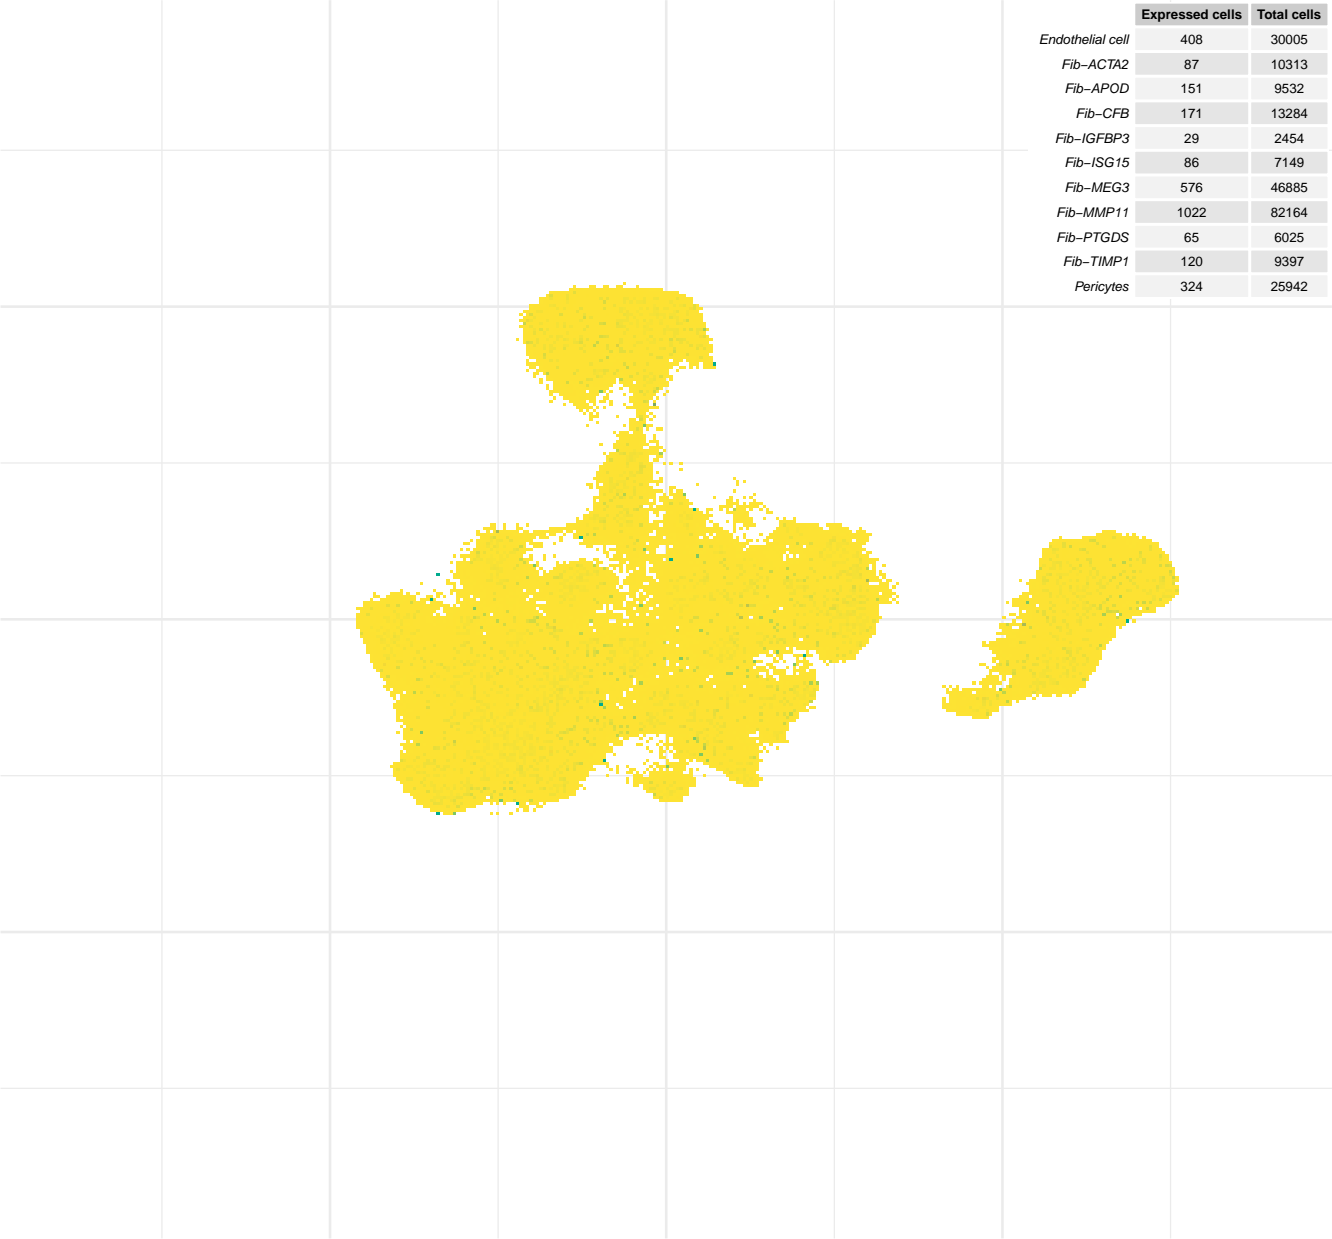 Expressed cells Total cells
Endothelial cell 408 30005
Fib−ACTA2 87 10313
Fib−APOD 151 9532
Fib−CFB 171 13284
Fib−IGFBP3 29 2454
Fib−ISG15 86 7149
Fib−MEG3 576 46885
Fib−MMP11 1022 82164
Fib−PTGDS 65 6025
Fib−TIMP1 120 9397
Pericytes 324 25942